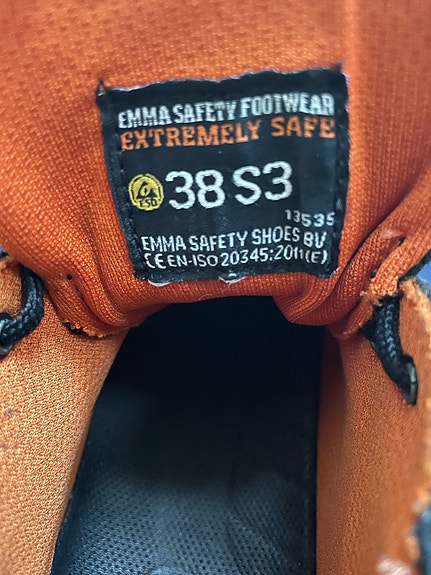 EMMA SAFETY FOOTWEAR
EXTREMELY SAFE
ESD 38 S3
13535
EMMA SAFETY SHOES BV
CE EN-ISO 20345:2011(E)